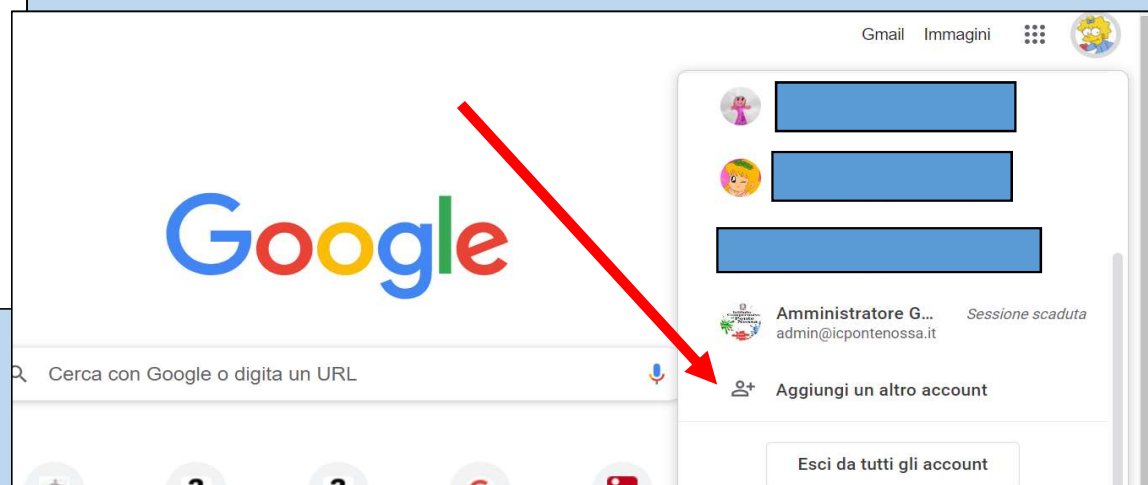 Gmail Immagini
Google
Amministratore G... Sessione scaduta
admin@icpontenossa.it
Cerca con Google o digita un URL
Aggiungi un altro account
Esci da tutti gli account